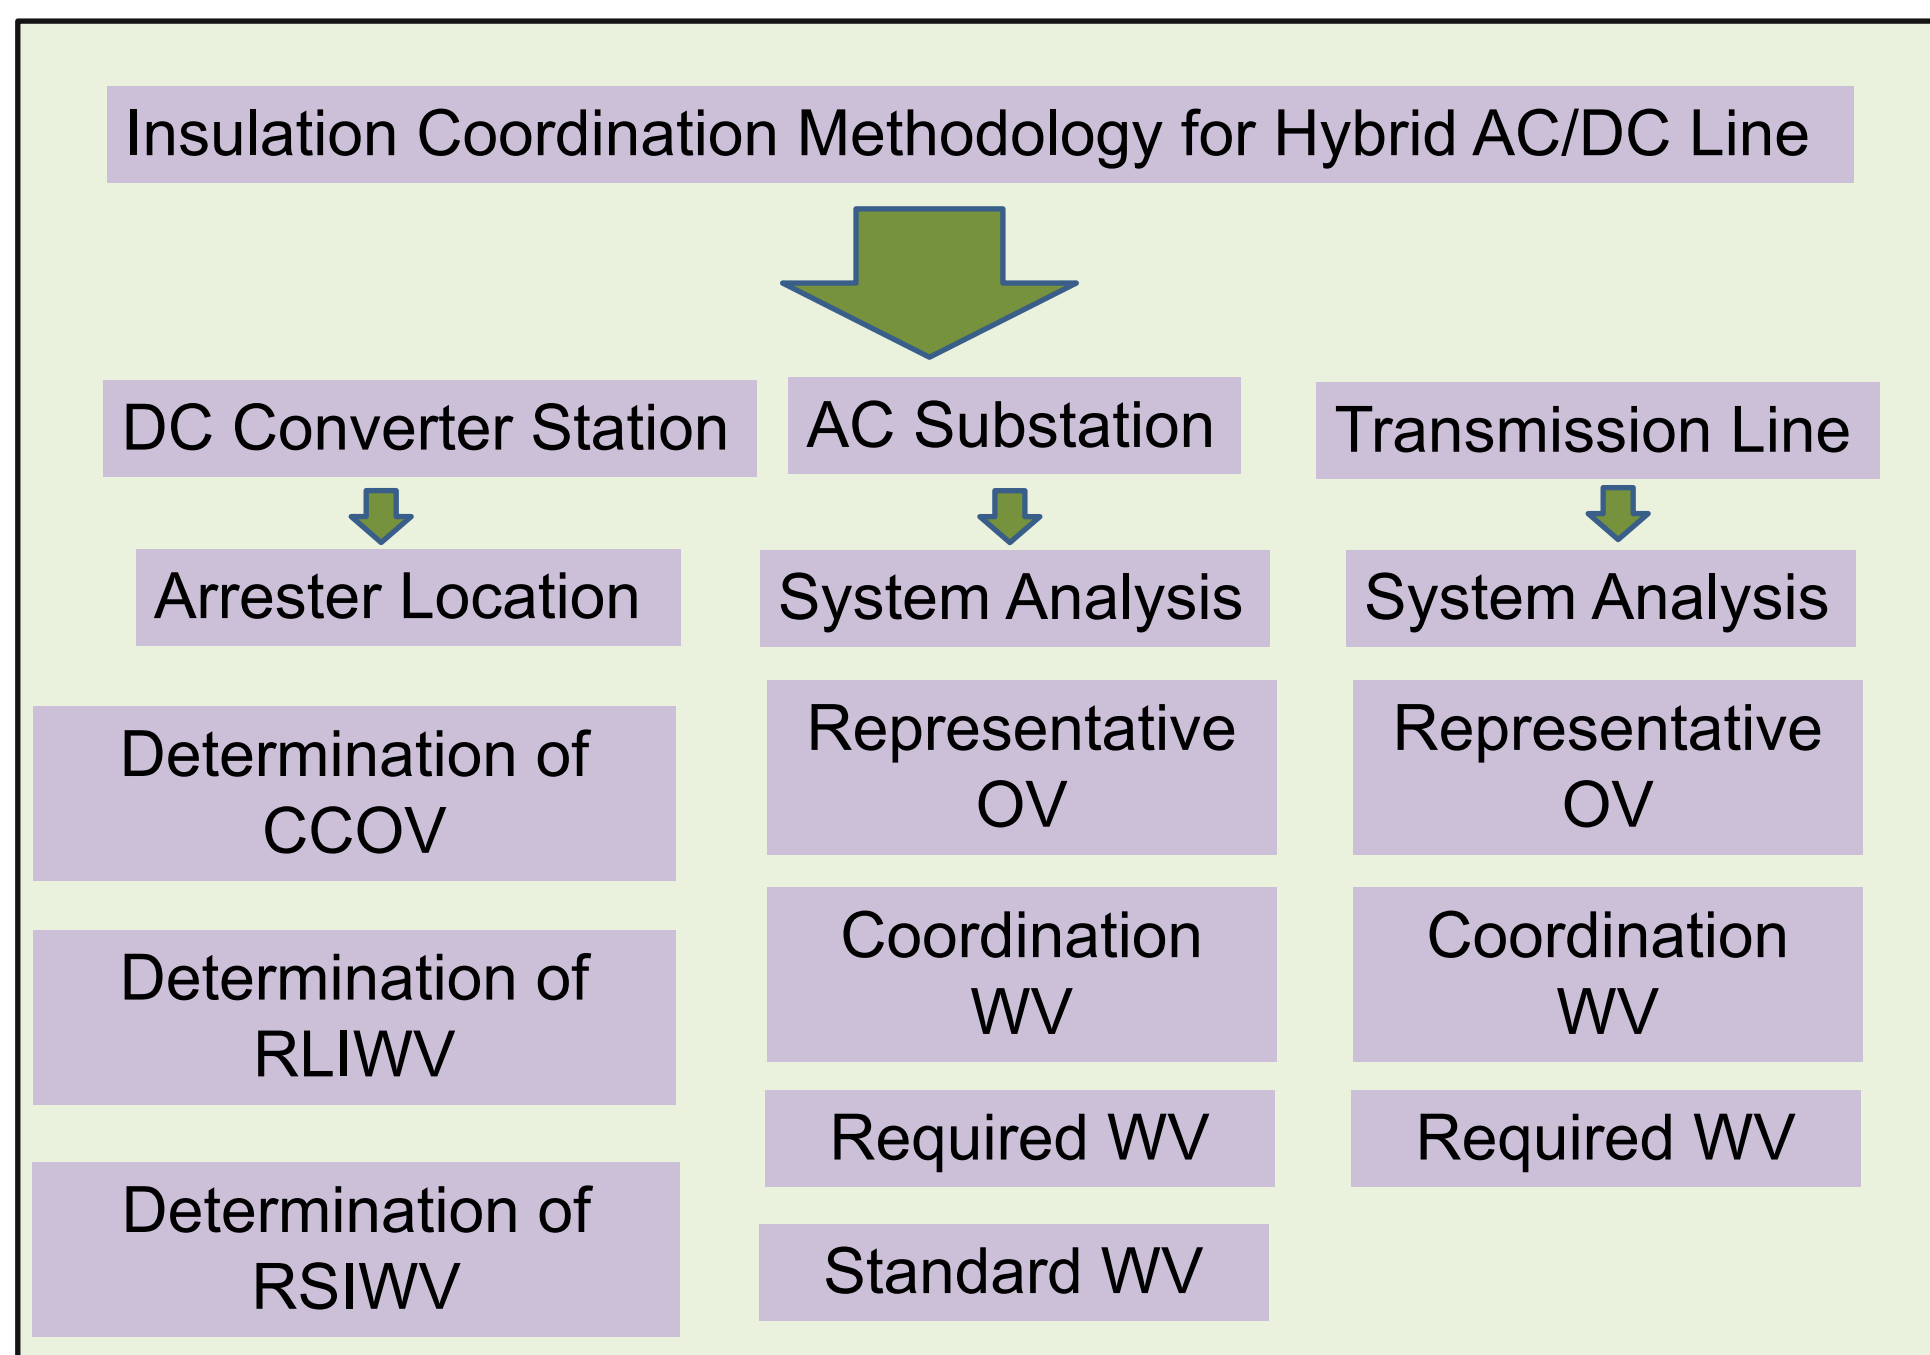 Insulation Coordination Methodology for Hybrid AC/DC Line
DC Converter Station
Arrester Location
Determination of
CCOV
Determination of
RLIWV
Determination of
RSIWV
AC Substation
System Analysis
Representative
OV
Coordination
WV
Required WV
Standard WV
Transmission Line
System Analysis
Representative
OV
Coordination
WV
Required WV